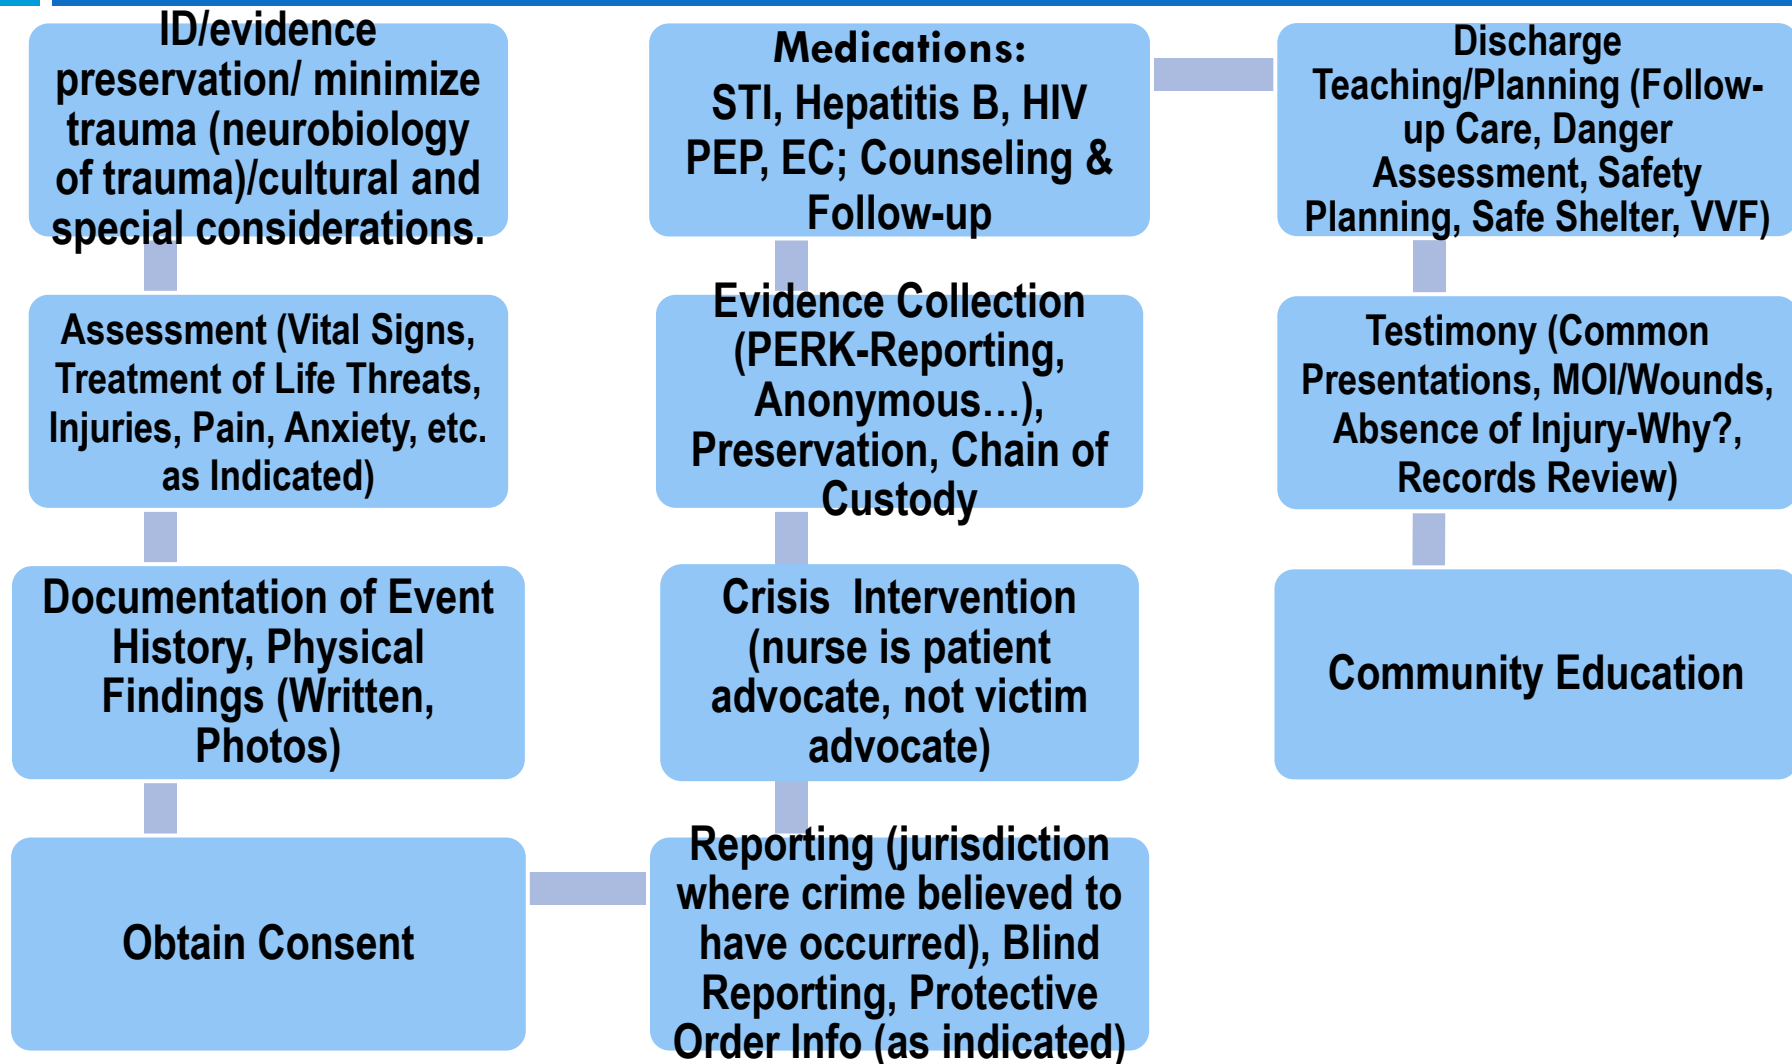 ID/evidence
preservation/ minimize
trauma (neurobiology
of trauma)/cultural and
special considerations.
Assessment (Vital Signs,
Treatment of Life Threats,
Injuries, Pain, Anxiety, etc.
as Indicated)
Documentation of Event
History, Physical
Findings (Written,
Photos)
Obtain Consent
Reporting (jurisdiction
where crime believed to
have occurred), Blind
Reporting, Protective
Order Info (as indicated)
Crisis  Intervention
(nurse is patient
advocate, not victim
advocate)
Evidence Collection
(PERK-Reporting,
Anonymous…),
Preservation, Chain of
Custody
Medications:
STI, Hepatitis B, HIV
PEP, EC; Counseling &
Follow-up
Discharge
Teaching/Planning (Follow-
up Care, Danger
Assessment, Safety
Planning, Safe Shelter, VVF)
Testimony (Common
Presentations, MOI/Wounds,
Absence of Injury-Why?,
Records Review)
Community Education